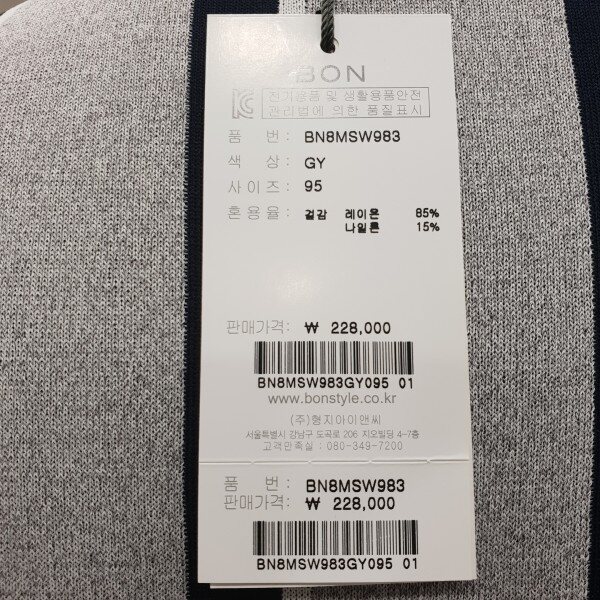 BON
전기용품 및 생활용품안전
관리법에 의한 품질표시
품 번: BN8MSW983
색 상: GY
사이즈: 95
혼용율: 겉감 레이온 85%
나일론 15%
판매가격: ₩ 228,000
BN8MSW983GY095 01
www.bonstyle.co.kr
(주)형지아이앤씨
서울특별시 강남구 도곡로 206 지오빌딩 4-7층
고객만족실 : 080-349-7200
품 번: BN8MSW983
판매가격: ₩ 228,000
BN8MSW983GY095 01